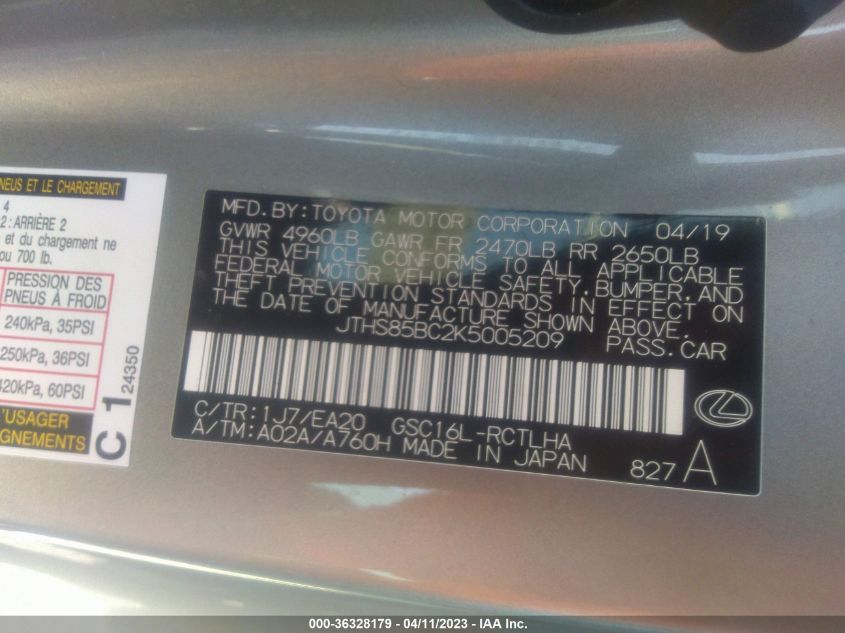 NEUS ET LE CHARGEMENT
4
2: ARRIÈRE 2
et du chargement ne
ou 700 lb.
PRESSION DES
PNEUS À FROID
240kPa, 35PSI
250kPa, 36PSI
420kPa, 60PSI
L'USAGER
GNEMENTS
C 1 24350
MFD. BY: TOYOTA MOTOR CORPORATION 04/19
GVWR 4960LB GAWR FR 2470LB RR 2650LB
THIS VEHICLE CONFORMS TO ALL APPLICABLE
FEDERAL MOTOR VEHICLE SAFETY, BUMPER, AND
THEFT PREVENTION STANDARDS IN EFFECT ON
THE DATE OF MANUFACTURE SHOWN ABOVE.
JTHS85BC2K5005209 PASS.CAR
C/TR: 1J7/EA20 GSC16L-RCTLHA
A/TM: A02A/A760H MADE IN JAPAN 827 A
000-36328179 - 04/11/2023 - IAA Inc.